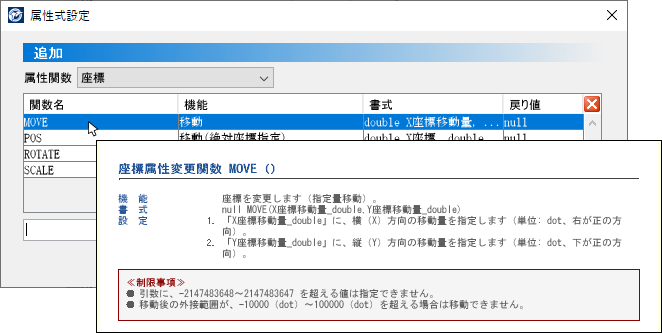 属性式設定
追加
属性関数 座標
関数名 機能 書式 戻り値
MOVE 移動 double X座標移動量, ... null
POS 移動(絶対座標指定) double X座標, double null
ROTATE
SCALE
座標属性変更関数 MOVE ()
機 能 座標を変更します（指定量移動）。
書 式 null MOVE(X座標移動量_double,Y座標移動量_double)
設 定 1. 「X座標移動量_double」に、横（X）方向の移動量を指定します（単位: dot、右が正の方
向）。
2. 「Y座標移動量_double」に、縦（Y）方向の移動量を指定します（単位: dot、下が正の方
向）。
≪制限事項≫
● 引数に、-2147483648～2147483647 を超える値は指定できません。
● 移動後の外接範囲が、-10000（dot）～100000（dot）を超える場合は移動できません。